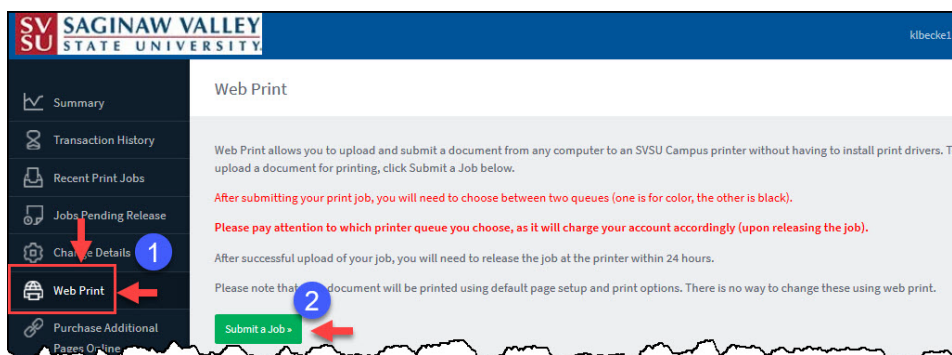 SV SU SAGINAW VALLEY
STATE UNIVERSITY.
klbecke1
Summary
Transaction History
Recent Print Jobs
Jobs Pending Release
Change Details
1
Web Print
Purchase Additional
Pages Online
Web Print
Web Print allows you to upload and submit a document from any computer to an SVSU Campus printer without having to install print drivers. T
upload a document for printing, click Submit a Job below.
After submitting your print job, you will need to choose between two queues (one is for color, the other is black).
Please pay attention to which printer queue you choose, as it will charge your account accordingly (upon releasing the job).
After successful upload of your job, you will need to release the job at the printer within 24 hours.
Please note that document will be printed using default page setup and print options. There is no way to change these using web print.
2
Submit a Job »